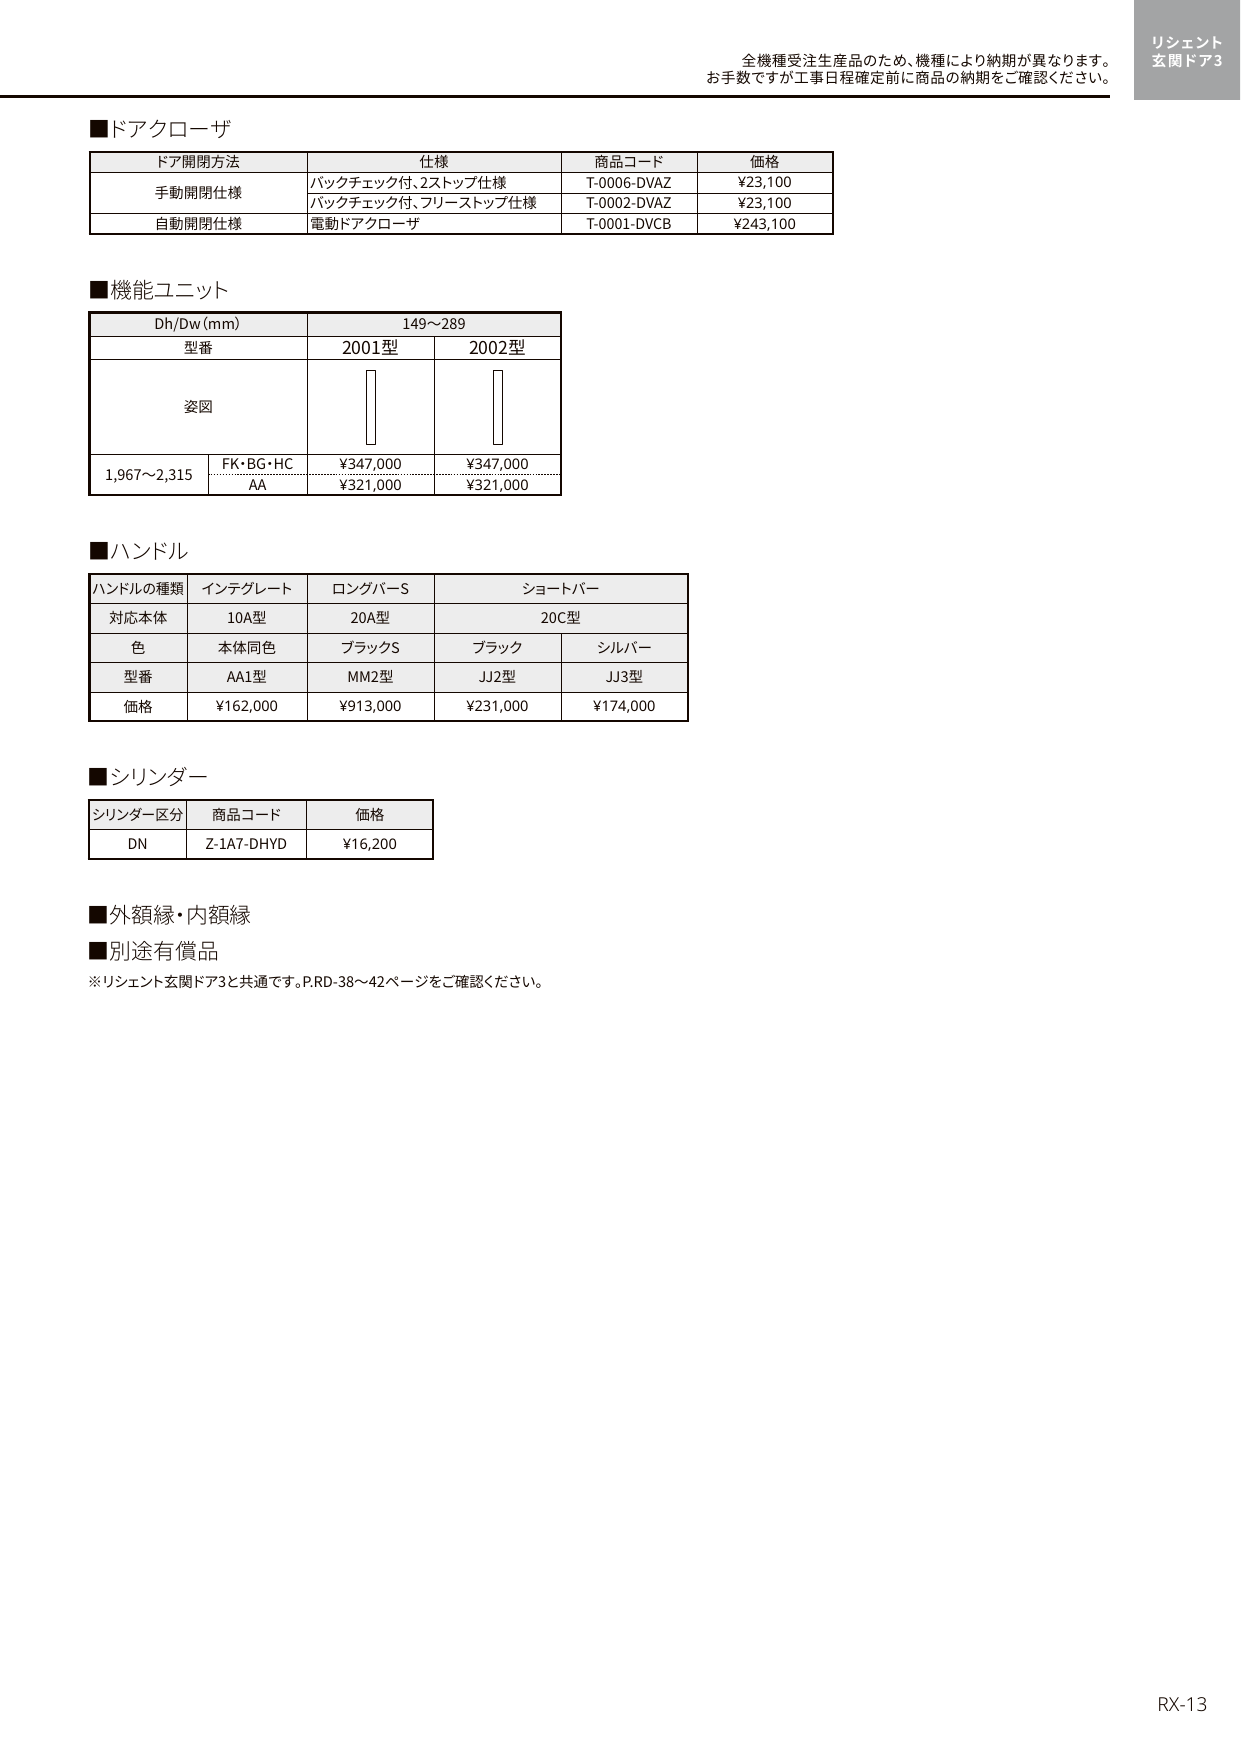 リシェント
玄関ドア3
全機種受注生産品のため、機種により納期が異なります。
お手数ですが工事日程確定前に商品の納期をご確認ください。
■ドアクローザ
ドア開閉方法 仕様 商品コード 価格
手動開閉仕様 バックチェック付、2ストップ仕様 T-0006-DVAZ ¥23,100
バックチェック付、フリーストップ仕様 T-0002-DVAZ ¥23,100
自動開閉仕様 電動ドアクローザ T-0001-DVCB ¥243,100
■機能ユニット
Dh/Dw(mm) 149〜289
型番 2001型 2002型
姿図
1,967〜2,315 FK・BG・HC ¥347,000 ¥347,000
AA ¥321,000 ¥321,000
■ハンドル
ハンドルの種類 インテグレート ロングバーS ショートバー
対応本体 10A型 20A型 20C型
色 本体同色 ブラックS ブラック シルバー
型番 AA1型 MM2型 JJ2型 JJ3型
価格 ¥162,000 ¥913,000 ¥231,000 ¥174,000
■シリンダー
シリンダー区分 商品コード 価格
DN Z-1A7-DHYD ¥16,200
■外額縁・内額縁
■別途有償品
※リシェント玄関ドア3と共通です。P.RD-38〜42ページをご確認ください。
RX-13